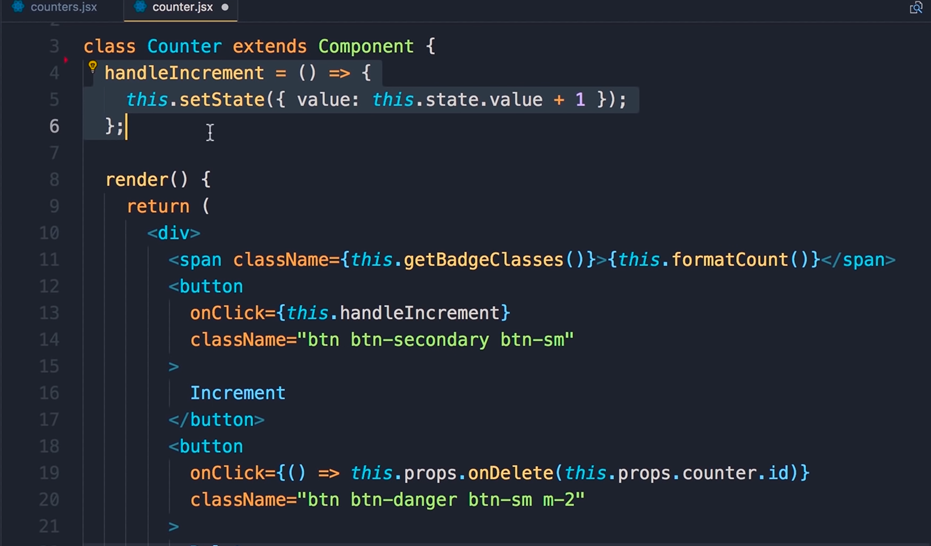 counters.jsx
counter.jsx
3 class Counter extends Component {
4 handleIncrement = () => {
5 this.setState({ value: this.state.value + 1 });
6 };
7
8 render() {
9 return (
10 <div>
11 <span className={this.getBadgeClasses()}>{this.formatCount()}</span>
12 <button
13 onClick={this.handleIncrement}
14 className="btn btn-secondary btn-sm"
15 >
16 Increment
17 </button>
18 <button
19 onClick={() => this.props.onDelete(this.props.counter.id)}
20 className="btn btn-danger btn-sm m-2"
21 >